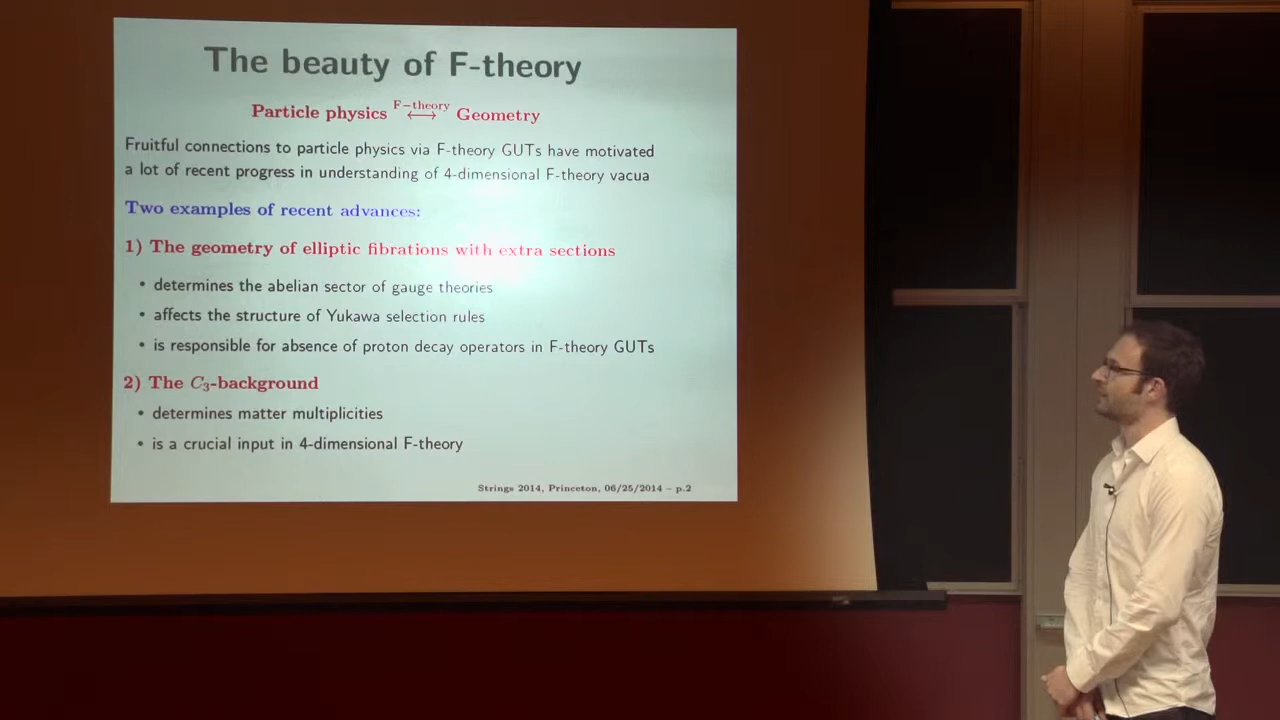 The beauty of F-theory
Particle physics F−theory ⟷ Geometry
Fruitful connections to particle physics via F-theory GUTs have motivated
a lot of recent progress in understanding of 4-dimensional F-theory vacua
Two examples of recent advances:
1) The geometry of elliptic fibrations with extra sections
• determines the abelian sector of gauge theories
• affects the structure of Yukawa selection rules
• is responsible for absence of proton decay operators in F-theory GUTs
2) The C₃-background
• determines matter multiplicities
• is a crucial input in 4-dimensional F-theory
Strings 2014, Princeton, 06/25/2014 – p.2